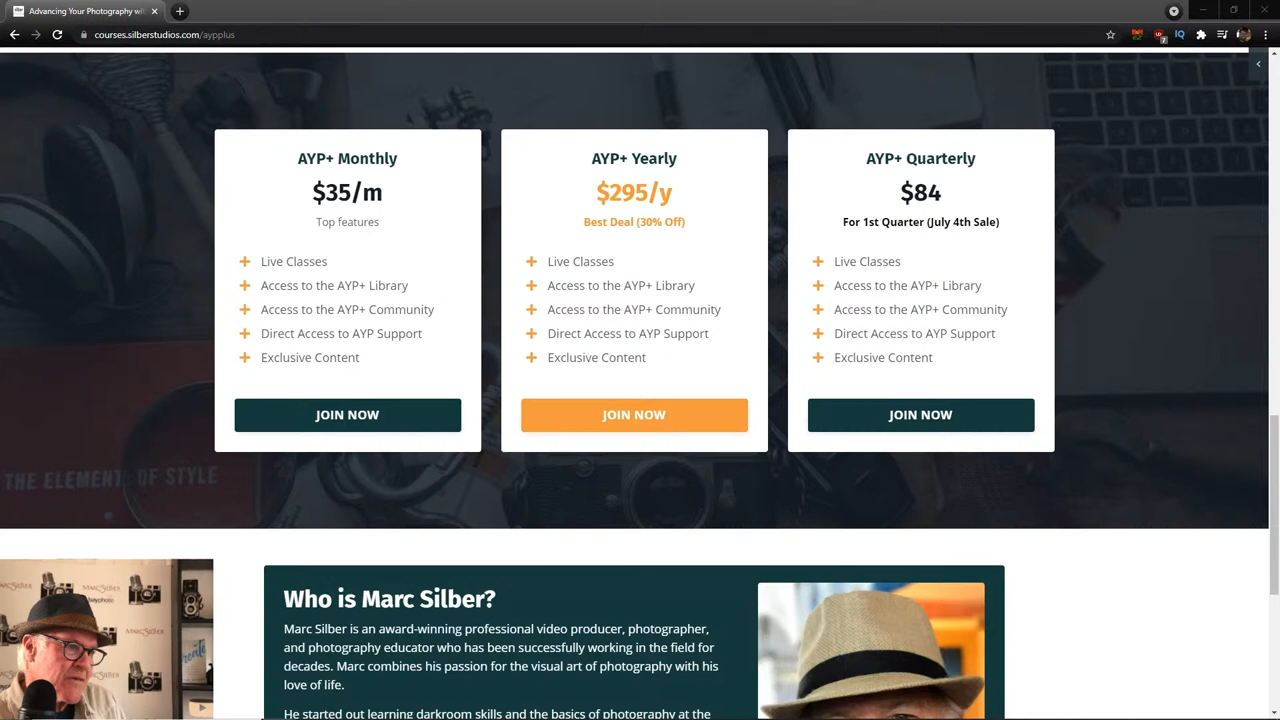 Advancing Your Photography wi
courses.silberstudios.com/aypplus
AYP+ Monthly
$35/m
Top features
Live Classes
Access to the AYP+ Library
Access to the AYP+ Community
Direct Access to AYP Support
Exclusive Content
JOIN NOW
AYP+ Yearly
$295/y
Best Deal (30% Off)
Live Classes
Access to the AYP+ Library
Access to the AYP+ Community
Direct Access to AYP Support
Exclusive Content
JOIN NOW
AYP+ Quarterly
$84
For 1st Quarter (July 4th Sale)
Live Classes
Access to the AYP+ Library
Access to the AYP+ Community
Direct Access to AYP Support
Exclusive Content
JOIN NOW
THE ELEMENT OF STYLE
MARC SILBER
Who is Marc Silber?
Marc Silber is an award-winning professional video producer, photographer,
and photography educator who has been successfully working in the field for
decades. Marc combines his passion for the visual art of photography with his
love of life.
He started out learning darkroom skills and the basics of photography at the